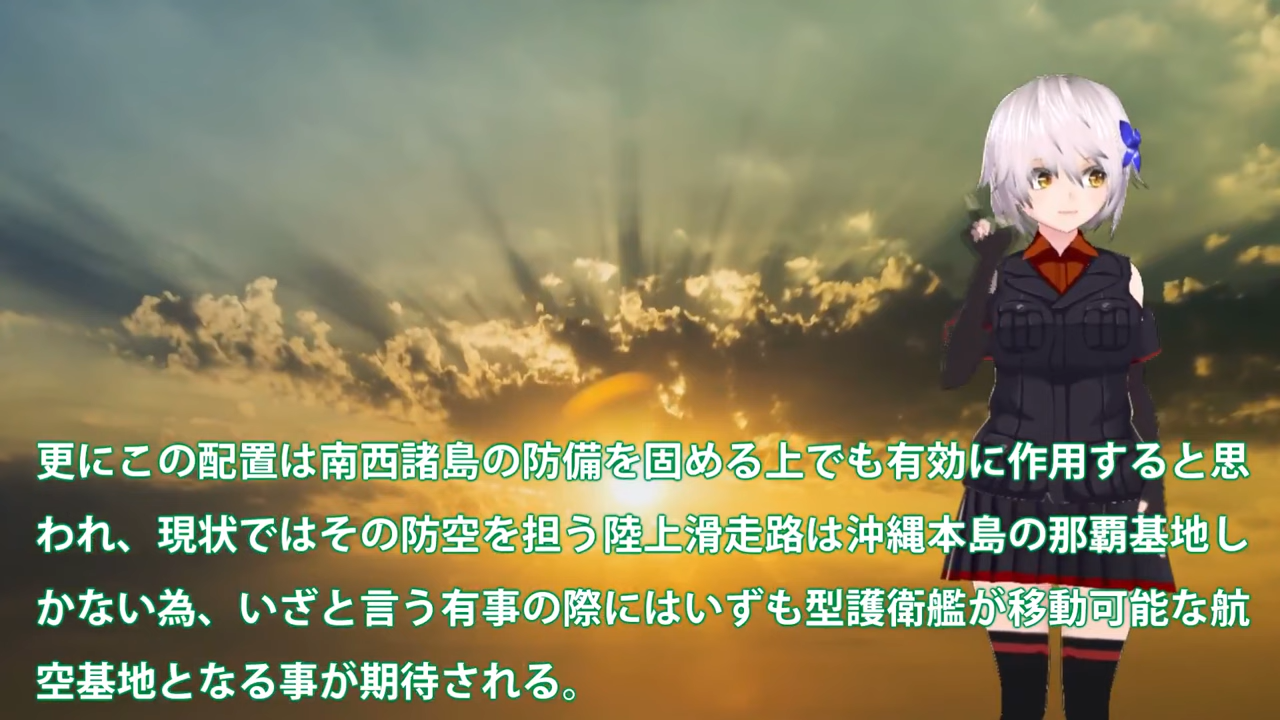 更にこの配置は南西諸島の防備を固める上でも有効に作用すると思
われ、現状ではその防空を担う陸上滑走路は沖縄本島の那覇基地し
かない為、いざと言う有事の際にはいずも型護衛艦が移動可能な航
空基地となる事が期待される。